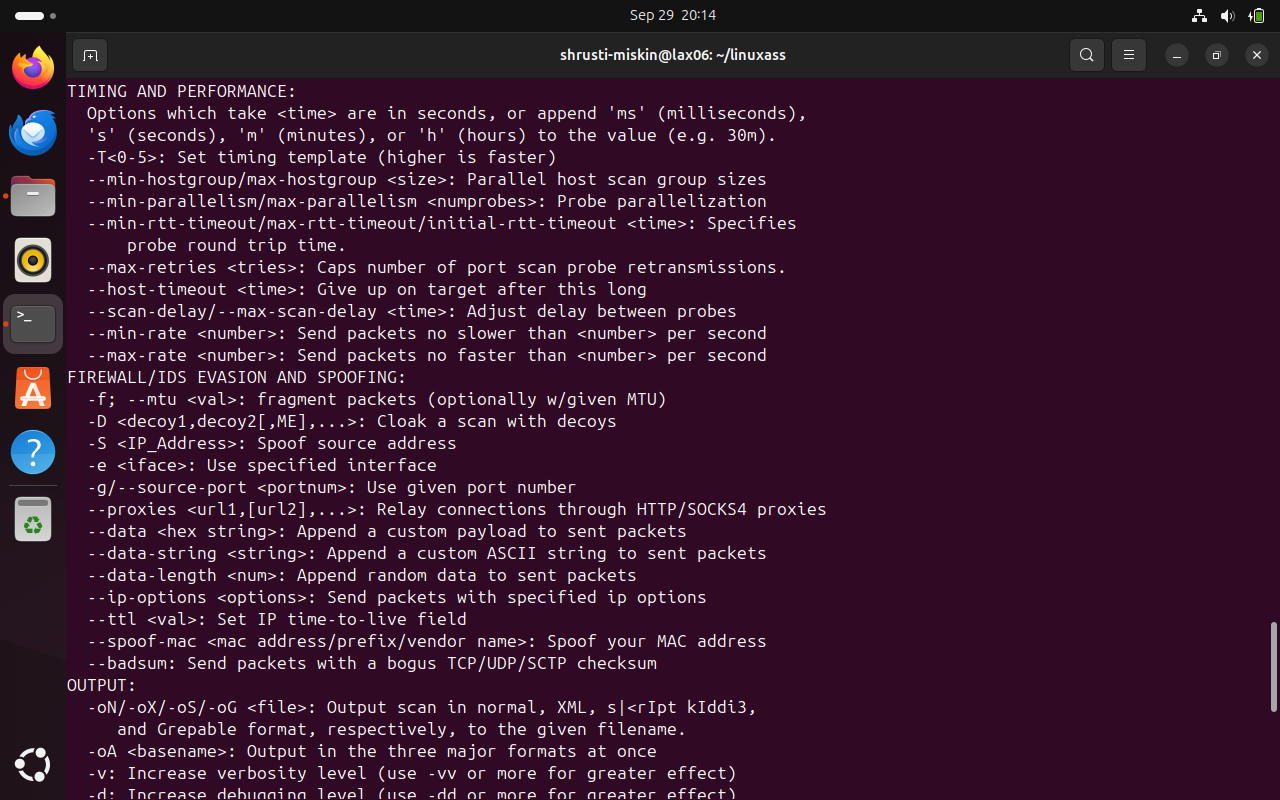 Sep 29 20:14
shrusti-miskin@lax06: ~/linuxass
TIMING AND PERFORMANCE:
  Options which take <time> are in seconds, or append 'ms' (milliseconds),
  's' (seconds), 'm' (minutes), or 'h' (hours) to the value (e.g. 30m).
  -T<0-5>: Set timing template (higher is faster)
  --min-hostgroup/max-hostgroup <size>: Parallel host scan group sizes
  --min-parallelism/max-parallelism <numprobes>: Probe parallelization
  --min-rtt-timeout/max-rtt-timeout/initial-rtt-timeout <time>: Specifies
      probe round trip time.
  --max-retries <tries>: Caps number of port scan probe retransmissions.
  --host-timeout <time>: Give up on target after this long
  --scan-delay/--max-scan-delay <time>: Adjust delay between probes
  --min-rate <number>: Send packets no slower than <number> per second
  --max-rate <number>: Send packets no faster than <number> per second
FIREWALL/IDS EVASION AND SPOOFING:
  -f; --mtu <val>: fragment packets (optionally w/given MTU)
  -D <decoy1,decoy2[,ME],...>: Cloak a scan with decoys
  -S <IP_Address>: Spoof source address
  -e <iface>: Use specified interface
  -g/--source-port <portnum>: Use given port number
  --proxies <url1,[url2],...>: Relay connections through HTTP/SOCKS4 proxies
  --data <hex string>: Append a custom payload to sent packets
  --data-string <string>: Append a custom ASCII string to sent packets
  --data-length <num>: Append random data to sent packets
  --ip-options <options>: Send packets with specified ip options
  --ttl <val>: Set IP time-to-live field
  --spoof-mac <mac address/prefix/vendor name>: Spoof your MAC address
  --badsum: Send packets with a bogus TCP/UDP/SCTP checksum
OUTPUT:
  -oN/-oX/-oS/-oG <file>: Output scan in normal, XML, s|<rIpt kIddi3,
     and Grepable format, respectively, to the given filename.
  -oA <basename>: Output in the three major formats at once
  -v: Increase verbosity level (use -vv or more for greater effect)
  -d: Increase debugging level (use -dd or more for greater effect)